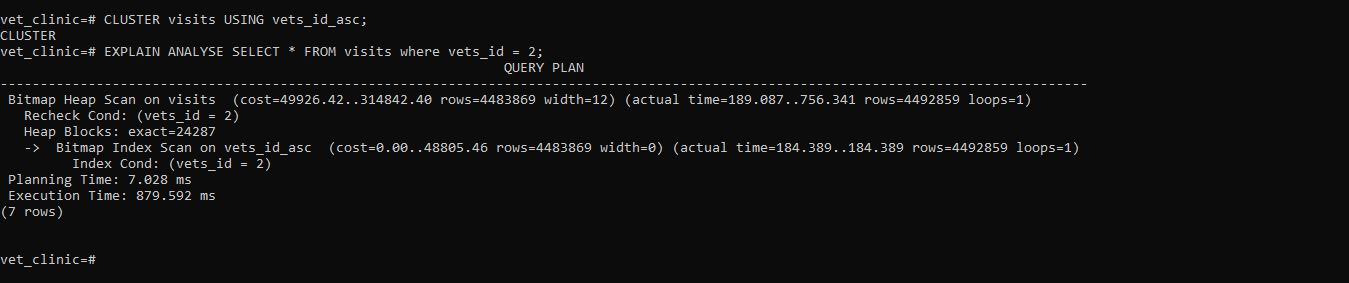 vet_clinic=# CLUSTER visits USING vets_id_asc;
CLUSTER
vet_clinic=# EXPLAIN ANALYSE SELECT * FROM visits where vets_id = 2;
QUERY PLAN
---------------------------------------------------------------------------------------------------------------------------------------
Bitmap Heap Scan on visits  (cost=49926.42..314842.40 rows=4483869 width=12) (actual time=189.087..756.341 rows=4492859 loops=1)
Recheck Cond: (vets_id = 2)
Heap Blocks: exact=24287
->  Bitmap Index Scan on vets_id_asc  (cost=0.00..48805.46 rows=4483869 width=0) (actual time=184.389..184.389 rows=4492859 loops=1)
Index Cond: (vets_id = 2)
Planning Time: 7.028 ms
Execution Time: 879.592 ms
(7 rows)
vet_clinic=#